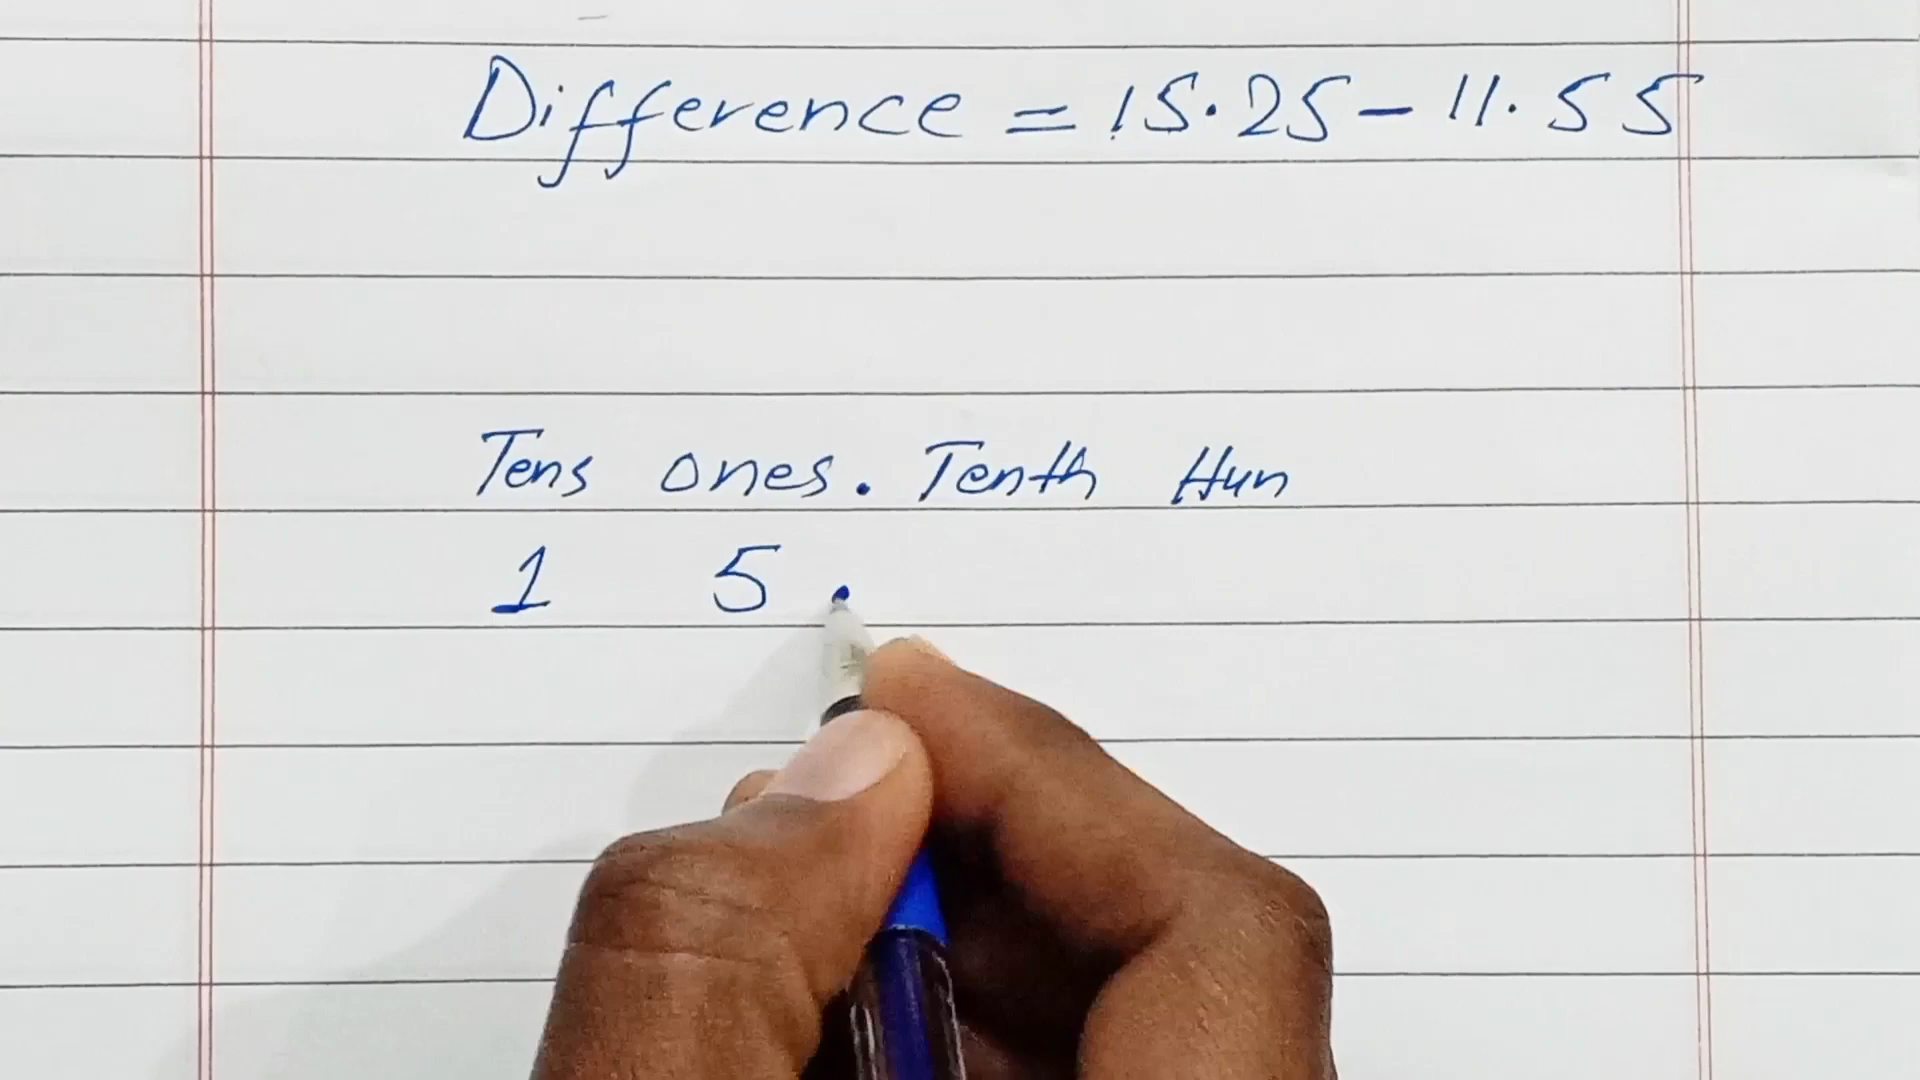 Difference = 15.25 - 11.55
Tens ones. Tenth Hun
1 5 .